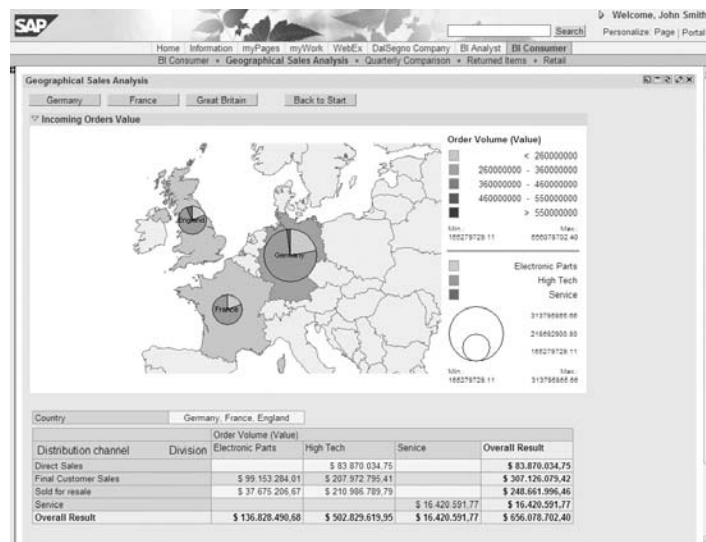 SAP
Welcome, John Smith
Search
Personalize: Page | Portal
Home Information myPages myWork WebEx DalSegno Company BI Analyst BI Consumer
BI Consumer • Geographical Sales Analysis • Quarterly Comparison • Returned Items • Retail
Geographical Sales Analysis
Germany France Great Britain Back to Start
Incoming Orders Value
Order Volume (Value)
< 260000000
260000000 - 360000000
360000000 - 460000000
460000000 - 550000000
> 550000000
Min.: Max.:
England
Germany
France
Electronic Parts
High Tech
Service
Min.: Max.:
Country Germany, France, England
Order Volume (Value)
Distribution channel Division Electronic Parts High Tech Service Overall Result
Direct Sales $ 83.870.034,75 $ 83.870.034,75
Final Customer Sales $ 99.153.284,01 $ 207.972.795,41 $ 307.126.079,42
Sold for resale $ 37.675.206,67 $ 210.986.789,79 $ 248.661.996,46
Service $ 16.420.591,77 $ 16.420.591,77
Overall Result $ 136.828.490,68 $ 502.829.619,95 $ 16.420.591,77 $ 656.078.702,40